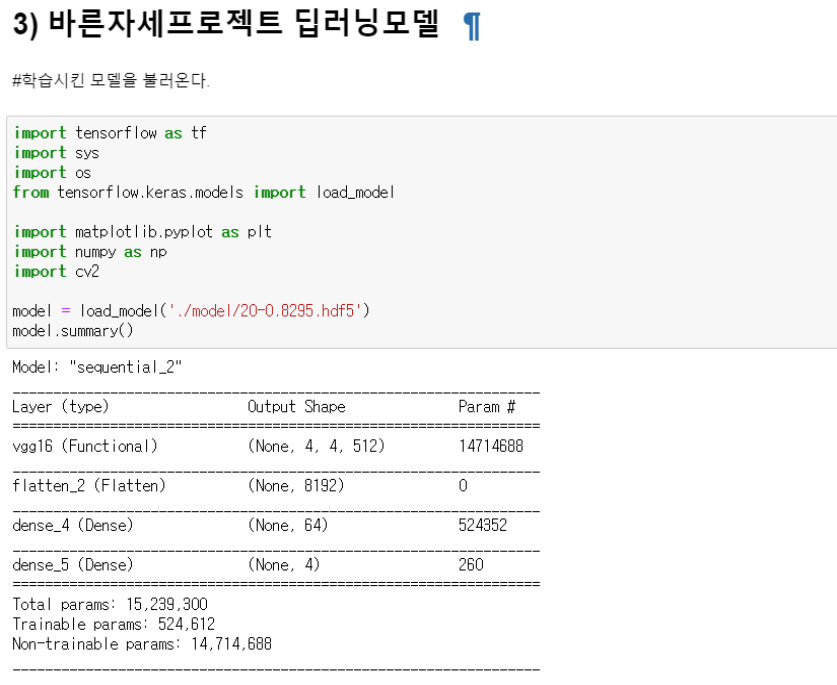 3) 바른자세프로젝트 딥러닝모델 ¶
#학습시킨 모델을 불러온다.
import tensorflow as tf
import sys
import os
from tensorflow.keras.models import load_model
import matplotlib.pyplot as plt
import numpy as np
import cv2
model = load_model('./model/20-0.8295.hdf5')
model.summary()
Model: "sequential_2"
Layer (type) Output Shape Param #
vgg16 (Functional) (None, 4, 4, 512) 14714688
flatten_2 (Flatten) (None, 8192) 0
dense_4 (Dense) (None, 64) 524352
dense_5 (Dense) (None, 4) 260
Total params: 15,239,300
Trainable params: 524,612
Non-trainable params: 14,714,688